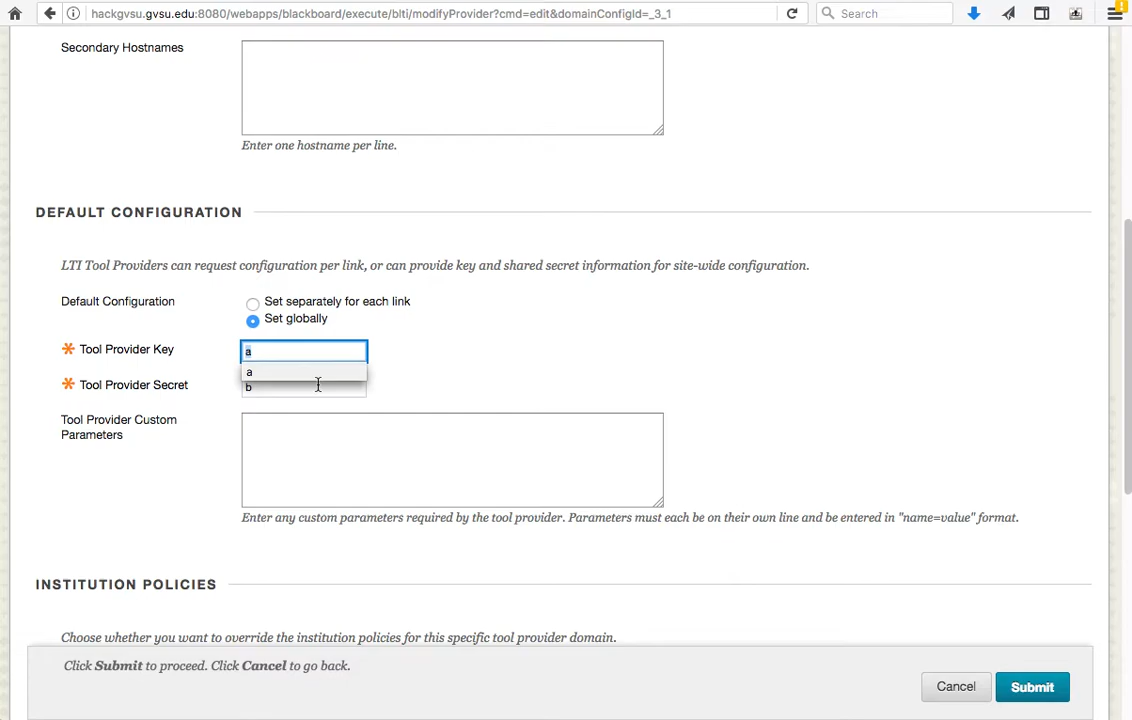 hackgvsu.gvsu.edu:8080/webapps/blackboard/execute/blti/modifyProvider?cmd=edit&domainConfigId=_3_1
Search
Secondary Hostnames
Enter one hostname per line.
DEFAULT CONFIGURATION
LTI Tool Providers can request configuration per link, or can provide key and shared secret information for site-wide configuration.
Default Configuration
Set separately for each link
Set globally
Tool Provider Key
a
a
Tool Provider Secret
b
Tool Provider Custom
Parameters
Enter any custom parameters required by the tool provider. Parameters must each be on their own line and be entered in "name=value" format.
INSTITUTION POLICIES
Choose whether you want to override the institution policies for this specific tool provider domain.
Click Submit to proceed. Click Cancel to go back.
Cancel
Submit